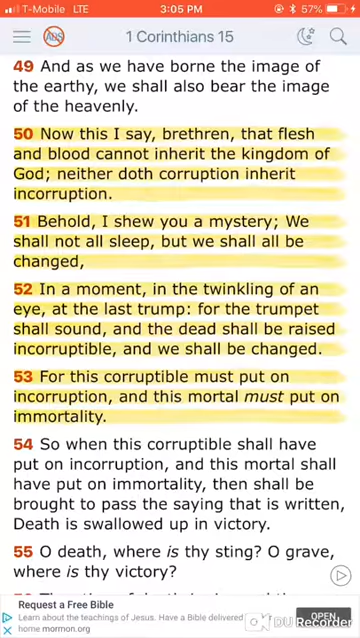 T-Mobile LTE 3:05 PM 57%
ADS 1 Corinthians 15
49 And as we have borne the image of
the earthy, we shall also bear the image
of the heavenly.
50 Now this I say, brethren, that flesh
and blood cannot inherit the kingdom of
God; neither doth corruption inherit
incorruption.
51 Behold, I shew you a mystery; We
shall not all sleep, but we shall all be
changed,
52 In a moment, in the twinkling of an
eye, at the last trump: for the trumpet
shall sound, and the dead shall be raised
incorruptible, and we shall be changed.
53 For this corruptible must put on
incorruption, and this mortal must put on
immortality.
54 So when this corruptible shall have
put on incorruption, and this mortal shall
have put on immortality, then shall be
brought to pass the saying that is written,
Death is swallowed up in victory.
55 O death, where is thy sting? O grave,
where is thy victory?
Request a Free Bible
Learn about the teachings of Jesus. Have a Bible delivered
home mormon.org
DU Recorder